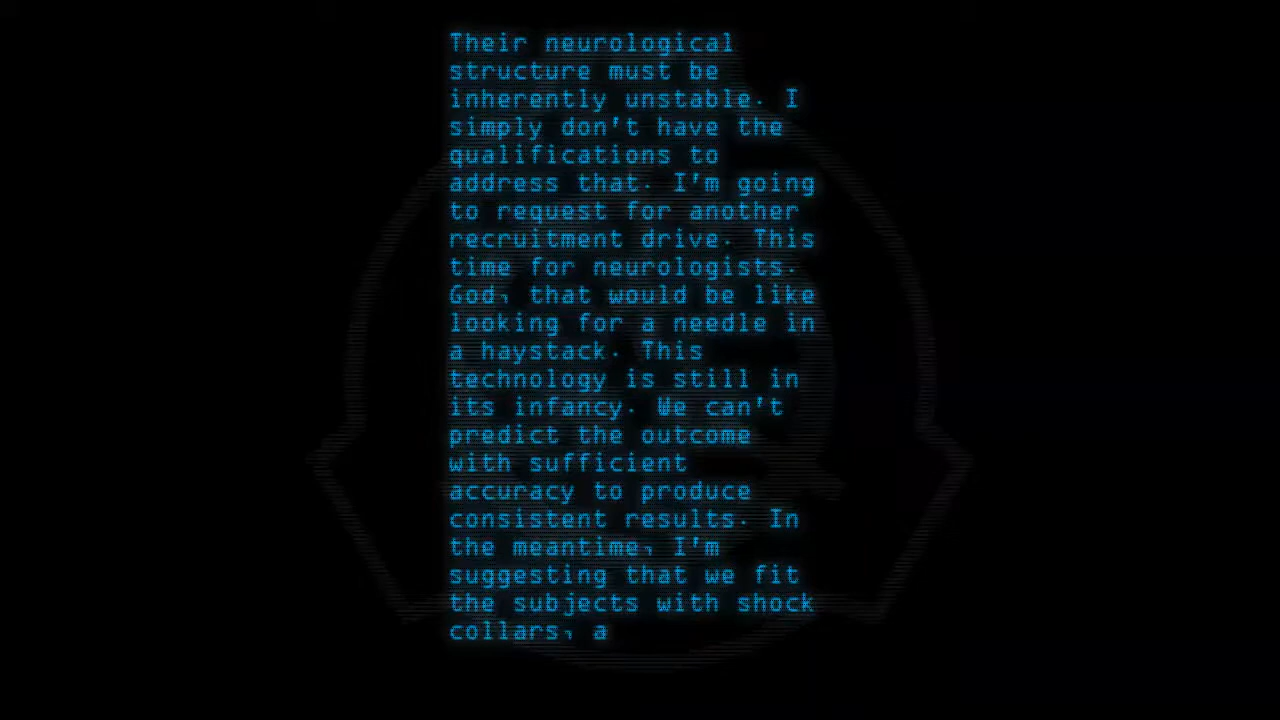 Their neurological
structure must be
inherently unstable. I
simply don't have the
qualifications to
address that. I'm going
to request for another
recruitment drive. This
time for neurologists.
God, that would be like
looking for a needle in
a haystack. This
technology is still in
its infancy. We can't
predict the outcome
with sufficient
accuracy to produce
consistent results. In
the meantime, I'm
suggesting that we fit
the subjects with shock
collars, a